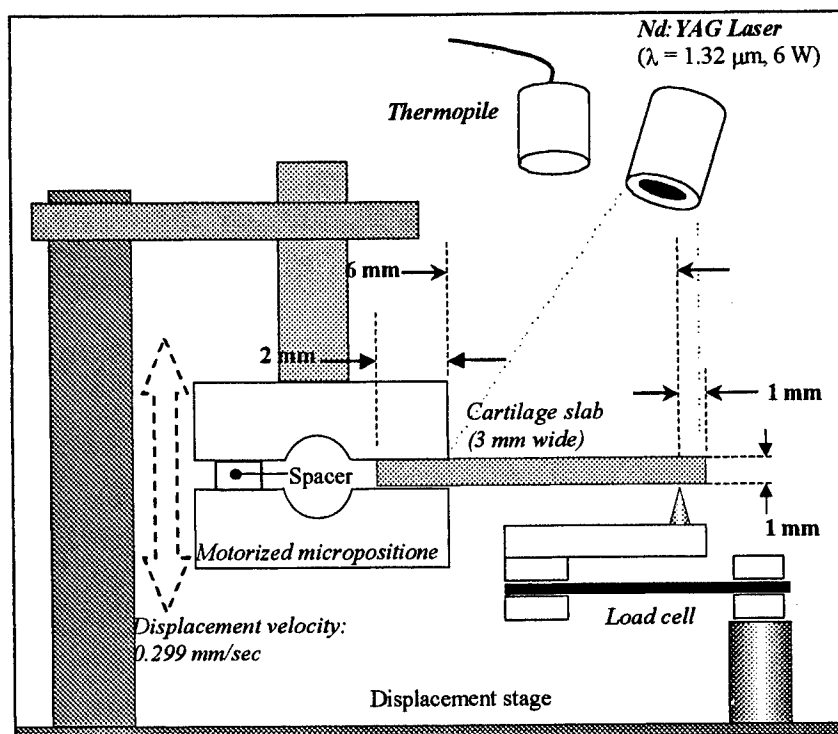 Nd: YAG Laser
(λ = 1.32 μm, 6 W)
Thermopile
6 mm
2 mm
1 mm
Cartilage slab
(3 mm wide)
Spacer
1 mm
Motorized micropositione
Load cell
Displacement velocity:
0.299 mm/sec
Displacement stage